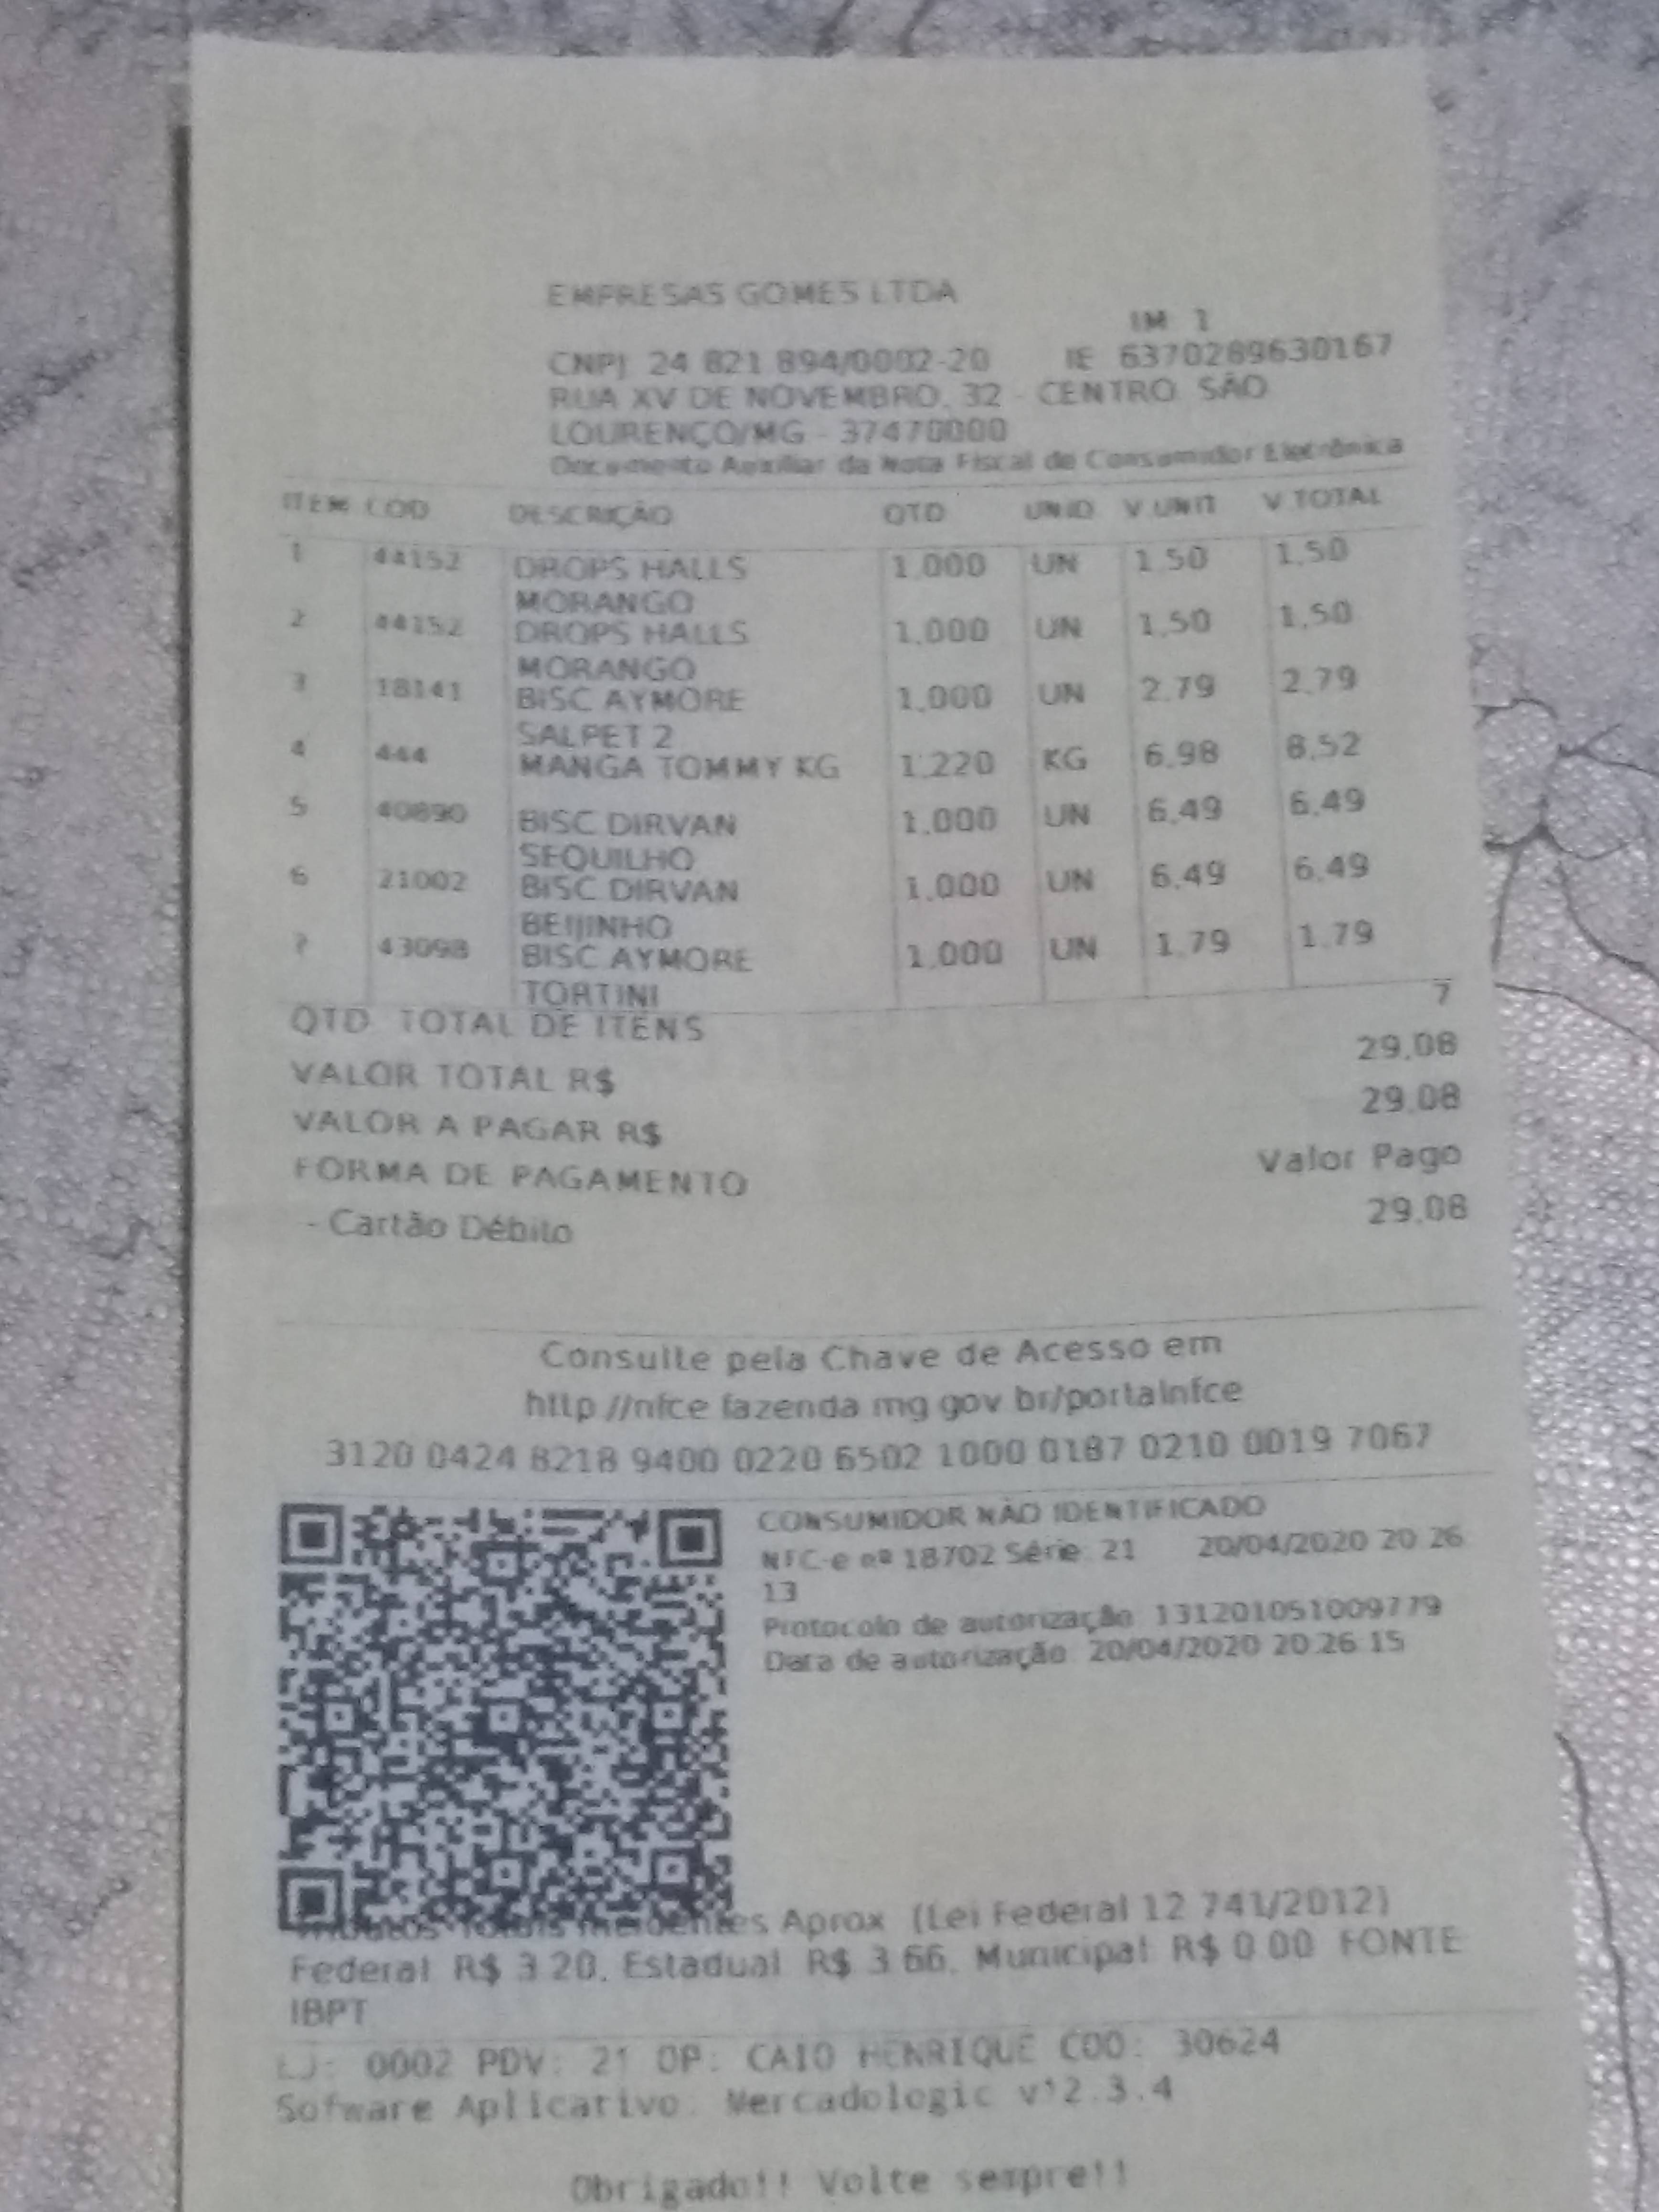 EMPRESAS GOMES LTDA
IM 1
CNPJ 24 821 894/0002-20 IE 6370289630167
RUA XV DE NOVEMBRO, 32 - CENTRO SÃO
LOURENÇO/MG - 37470000
Documento Auxiliar da Nota Fiscal de Consumidor Eletrônica
ITEM COD DESCRIÇÃO QTD UNID V.UNIT V TOTAL
1 44152 DROPS HALLS 1.000 UN 1.50 1,50
MORANGO
2 44152 DROPS HALLS 1.000 UN 1,50 1,50
MORANGO
3 18141 BISC AYMORE 1.000 UN 2.79 2.79
SALPET 2
4 444 MANGA TOMMY KG 1.220 KG 6.98 8,52
5 40890 BISC DIRVAN 1.000 UN 6,49 6,49
SEQUILHO
6 21002 BISC DIRVAN 1.000 UN 6.49 6.49
BEIJINHO
7 43098 BISC AYMORE 1.000 UN 1.79 1.79
TORTINI
QTD. TOTAL DE ITENS 7
VALOR TOTAL R$ 29,08
VALOR A PAGAR R$ 29,08
FORMA DE PAGAMENTO Valor Pago
- Cartão Débito 29,08
Consulte pela Chave de Acesso em
http://nfce fazenda mg gov br/portalnfce
3120 0424 8218 9400 0220 6502 1000 0187 0210 0019 7067
CONSUMIDOR NÃO IDENTIFICADO
NFC-e nº 18702 Série 21 20/04/2020 20 26
13
Protocolo de autorização 131201051009779
Data de autorização 20/04/2020 20:26:15
Tributos Totais Incidentes Aprox (Lei Federal 12 741/2012)
Federal R$ 3.20, Estadual R$ 3.66, Municipal R$ 0.00 FONTE
IBPT
LJ: 0002 PDV: 21 OP: CAIO HENRIQUE COO: 30624
Sofware Aplicativo: Mercadologic v12.3.4
Obrigado!! Volte sempre!!